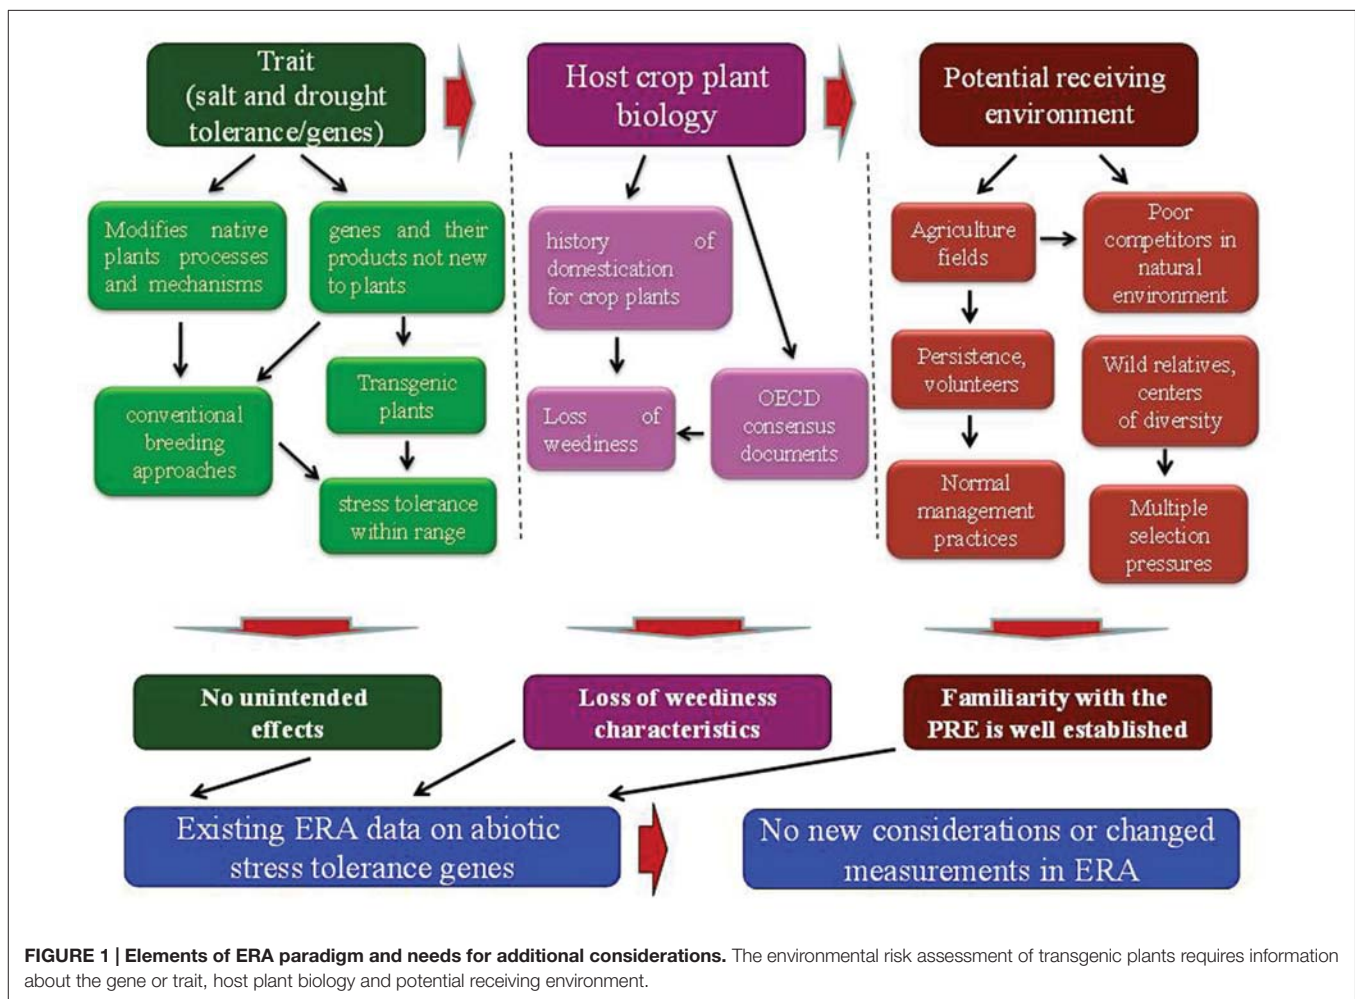 Trait
(salt and drought
tolerance/genes)
Host crop plant
biology
Potential receiving
environment
Modifies native
plants processes
and mechanisms
genes and their
products not new
to plants
conventional
breeding
approaches
Transgenic
plants
stress tolerance
within range
history of
domestication
for crop plants
Loss of
weediness
OECD
consensus
documents
Agriculture
fields
Poor
competitors in
natural
environment
Persistence,
volunteers
Wild relatives,
centers
of diversity
Normal
management
practices
Multiple
selection
pressures
No unintended
effects
Loss of weediness
characteristics
Familiarity with the
PRE is well established
Existing ERA data on abiotic
stress tolerance genes
No new considerations or changed
measurements in ERA
FIGURE 1 | Elements of ERA paradigm and needs for additional considerations. The environmental risk assessment of transgenic plants requires information
about the gene or trait, host plant biology and potential receiving environment.